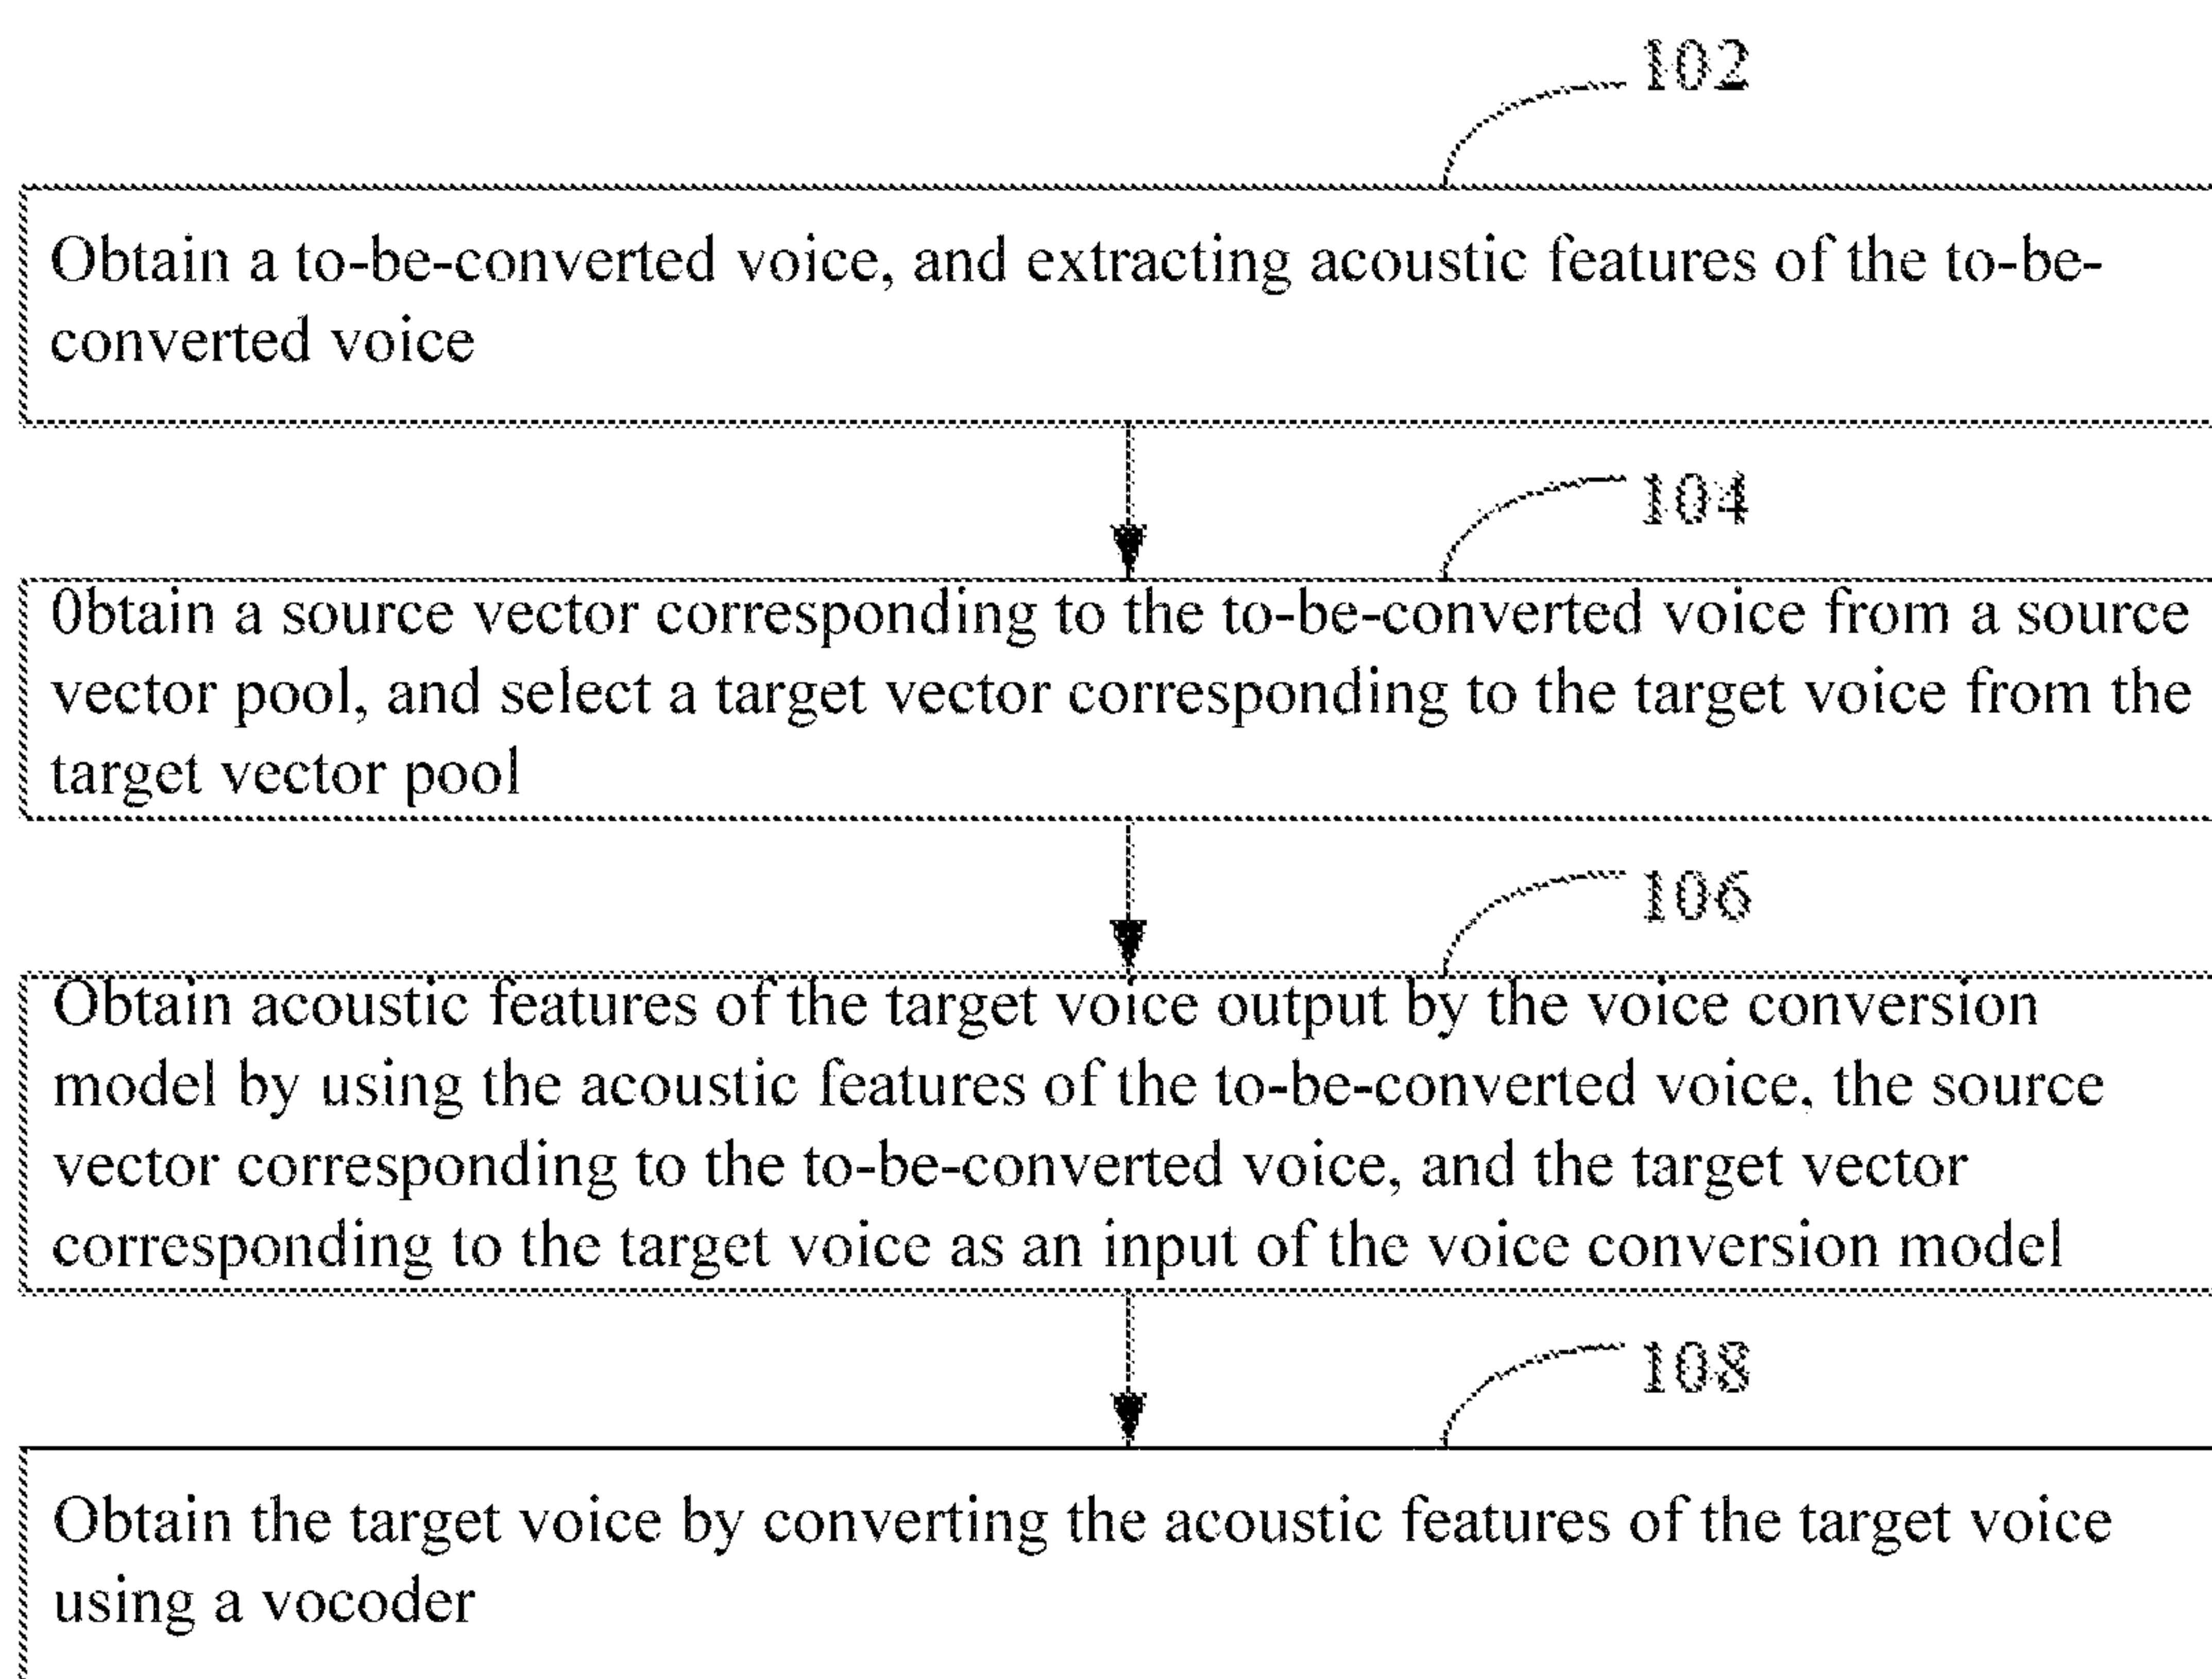 102
Obtain a to-be-converted voice, and extracting acoustic features of the to-be-
converted voice
104
Obtain a source vector corresponding to the to-be-converted voice from a source
vector pool, and select a target vector corresponding to the target voice from the
target vector pool
106
Obtain acoustic features of the target voice output by the voice conversion
model by using the acoustic features of the to-be-converted voice, the source
vector corresponding to the to-be-converted voice, and the target vector
corresponding to the target voice as an input of the voice conversion model
108
Obtain the target voice by converting the acoustic features of the target voice
using a vocoder